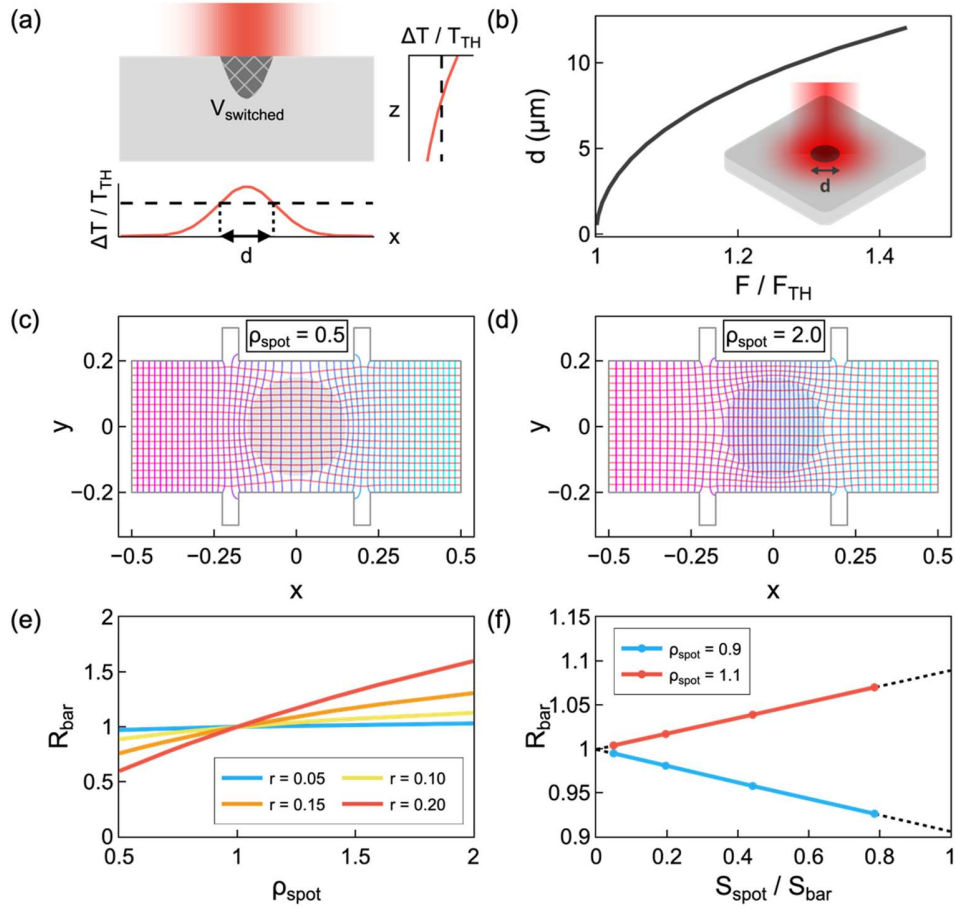 (a)
V_switched
ΔT / T_TH
z
ΔT / T_TH
x
d
(b)
d (μm)
10
5
0
1
1.2
1.4
F / F_TH
d
(c)
ρ_spot = 0.5
y
0.2
0
−0.2
−0.5
−0.25
0
0.25
0.5
x
(d)
ρ_spot = 2.0
y
0.2
0
−0.2
−0.5
−0.25
0
0.25
0.5
x
(e)
R_bar
2
1.5
1
0.5
0
r = 0.05
r = 0.10
r = 0.15
r = 0.20
0.5
1
1.5
2
ρ_spot
(f)
R_bar
1.15
1.1
1.05
1
0.95
0.9
ρ_spot = 0.9
ρ_spot = 1.1
0
0.2
0.4
0.6
0.8
1
S_spot / S_bar